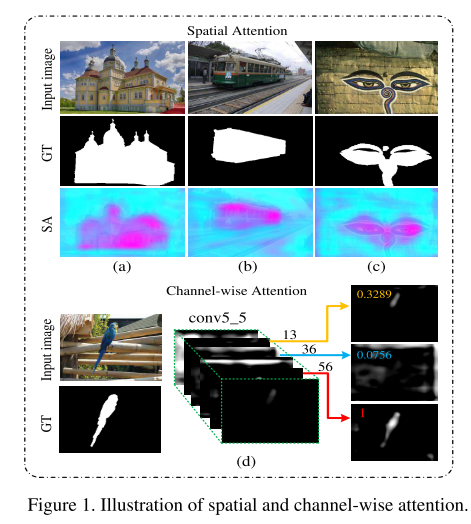 Spatial Attention
Input image
GT
SA
(a) (b) (c)
Channel-wise Attention
Input image
GT
conv5_5
13
36
56
0.3289
0.0756
1
(d)
Figure 1. Illustration of spatial and channel-wise attention.